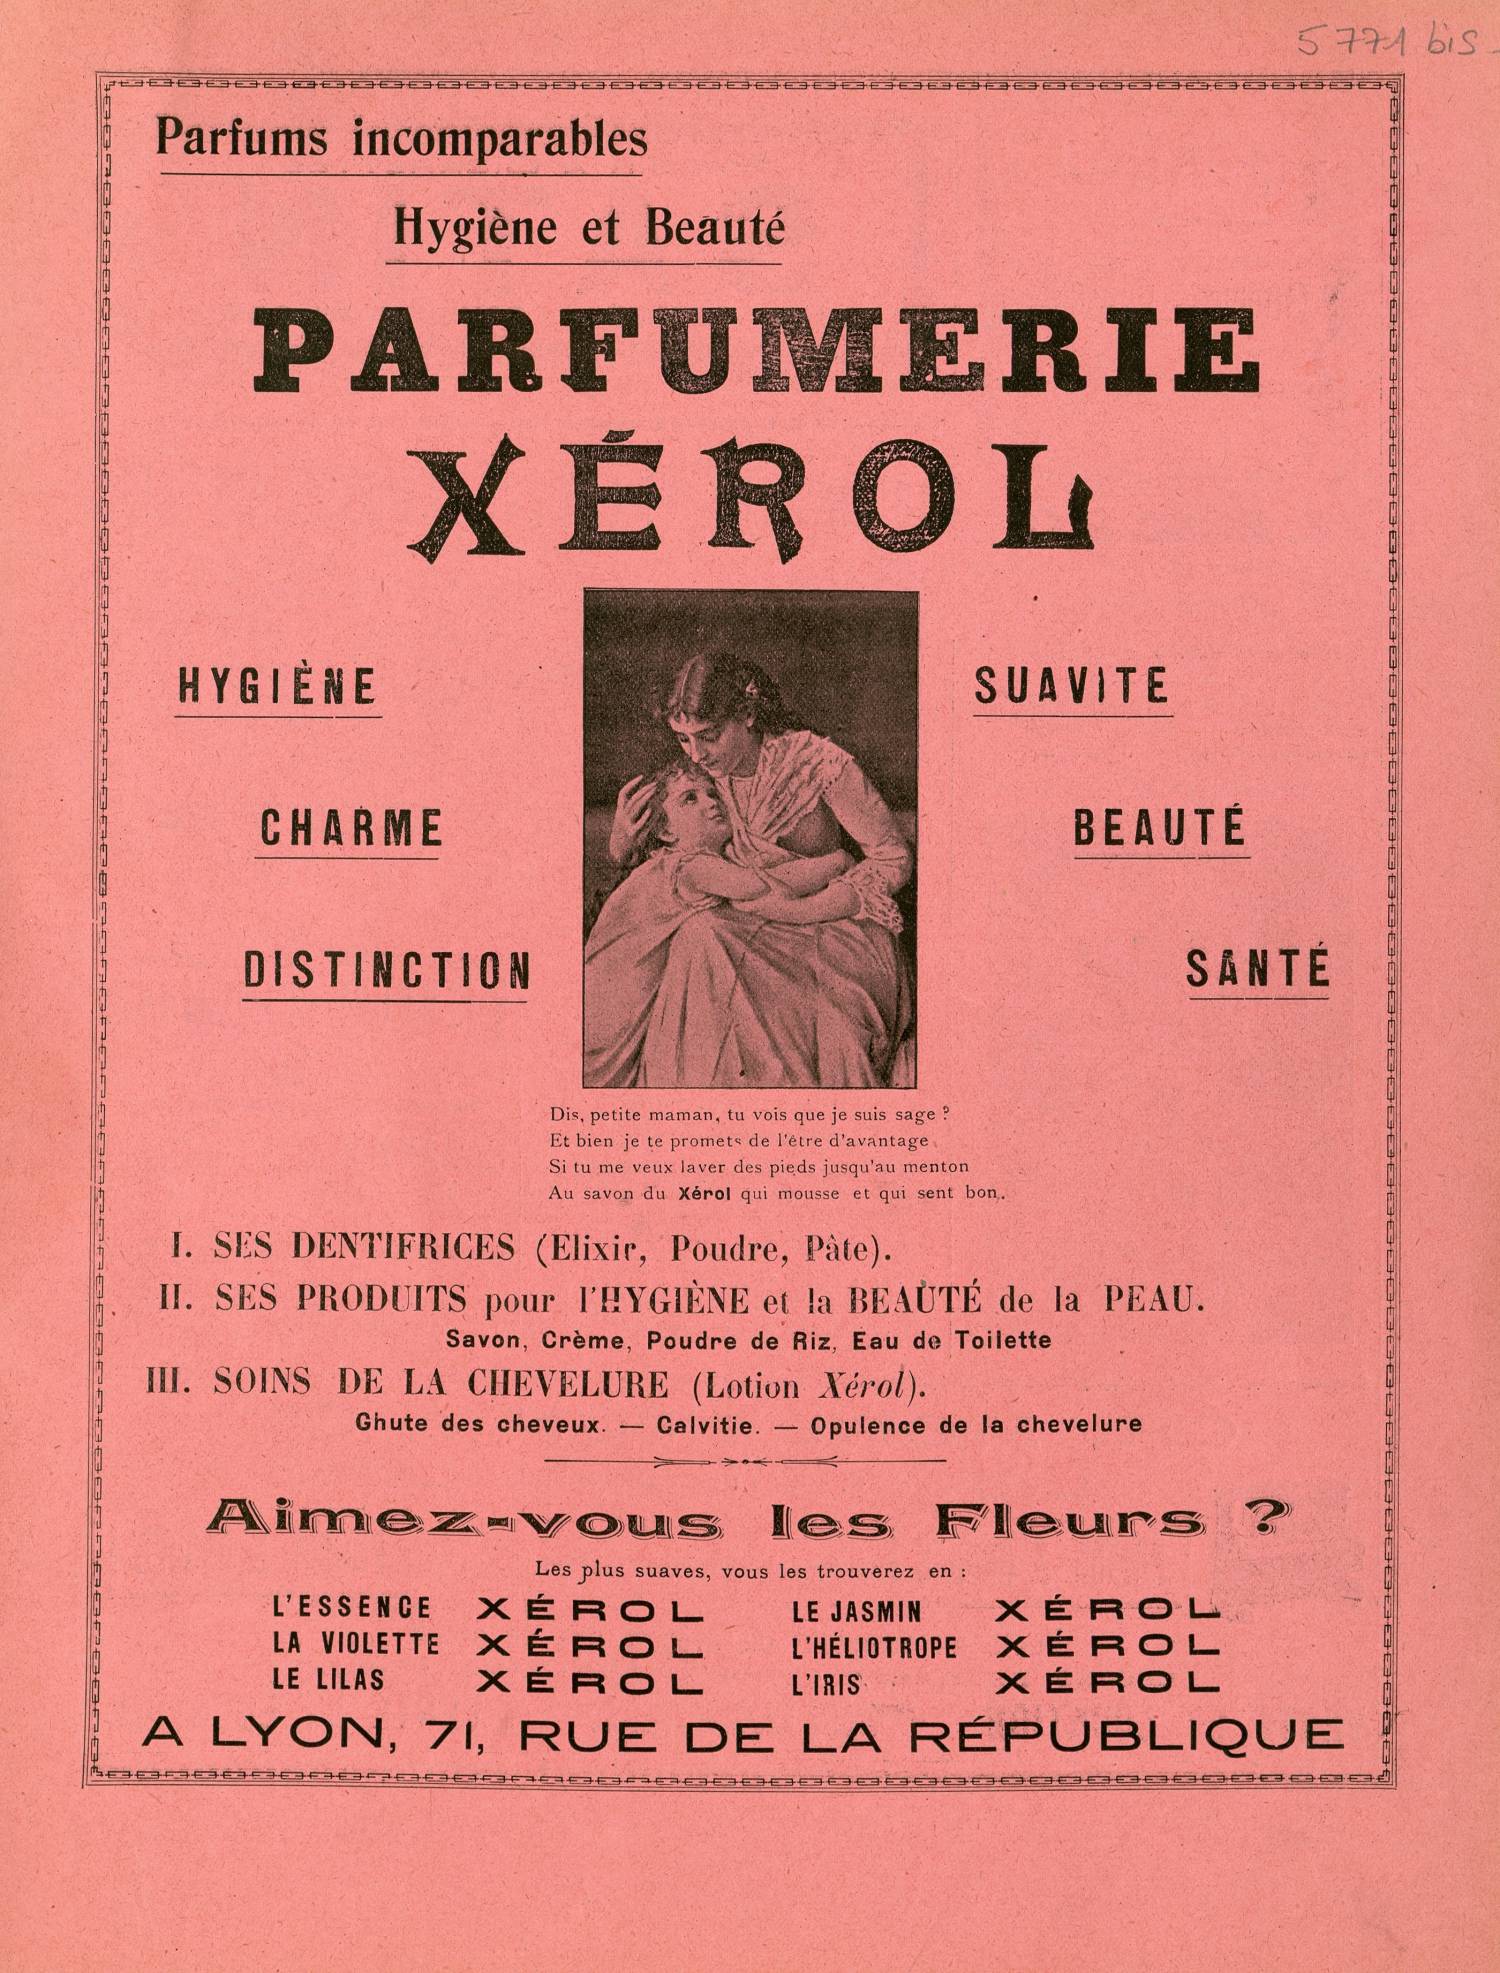 5771 bis
Parfums incomparables
Hygiène et Beauté
PARFUMERIE
XÉROL
HYGIÈNE
SUAVITE
CHARME
BEAUTÉ
DISTINCTION
SANTÉ
Dis, petite maman, tu vois que je suis sage ?
Et bien je te promets de l'être d'avantage
Si tu me veux laver des pieds jusqu'au menton
Au savon du Xérol qui mousse et qui sent bon.
I. SES DENTIFRICES (Elixir, Poudre, Pâte).
II. SES PRODUITS pour l'HYGIÈNE et la BEAUTÉ de la PEAU.
Savon, Crème, Poudre de Riz, Eau de Toilette
III. SOINS DE LA CHEVELURE (Lotion Xérol).
Ghute des cheveux. — Calvitie. — Opulence de la chevelure
Aimez-vous les Fleurs ?
Les plus suaves, vous les trouverez en :
L'ESSENCE XÉROL LE JASMIN XÉROL
LA VIOLETTE XÉROL L'HÉLIOTROPE XÉROL
LE LILAS XÉROL L'IRIS XÉROL
A LYON, 71, RUE DE LA RÉPUBLIQUE